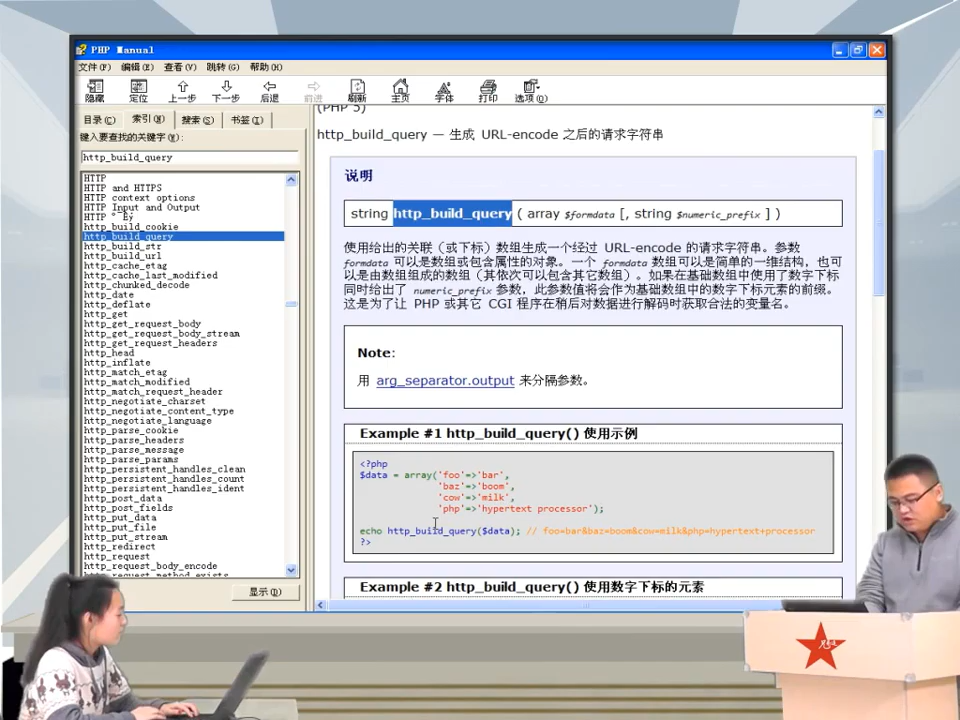 PHP Manual
文件(F) 编辑(E) 查看(V) 跳转(G) 帮助(H)
隐藏 定位 上一步 下一步 后退 前进 刷新 主页 字体 打印 选项(O)
目录(C) 索引(N) 搜索(S) 书签(I)
键入要查找的关键字(W):
http_build_query
HTTP
HTTP and HTTPS
HTTP context options
HTTP Input and Output
HTTP
http_build_cookie
http_build_query
http_build_str
http_build_url
http_cache_etag
http_cache_last_modified
http_chunked_decode
http_date
http_deflate
http_get
http_get_request_body
http_get_request_body_stream
http_get_request_headers
http_head
http_inflate
http_match_etag
http_match_modified
http_match_request_header
http_negotiate_charset
http_negotiate_content_type
http_negotiate_language
http_parse_cookie
http_parse_headers
http_parse_message
http_parse_params
http_persistent_handles_clean
http_persistent_handles_count
http_persistent_handles_ident
http_post_data
http_post_fields
http_put_data
http_put_file
http_put_stream
http_redirect
http_request
http_request_body_encode
http_request_method_exists
显示(D)
(PHP 5)
http_build_query — 生成 URL-encode 之后的请求字符串
说明
string http_build_query ( array $formdata [, string $numeric_prefix ] )
使用给出的关联（或下标）数组生成一个经过 URL-encode 的请求字符串。参数
formdata 可以是数组或包含属性的对象。一个 formdata 数组可以是简单的一维结构，也可
以是由数组组成的数组（其依次可以包含其它数组）。如果在基础数组中使用了数字下标
同时给出了 numeric_prefix 参数，此参数值将会作为基础数组中的数字下标元素的前缀。
这是为了让 PHP 或其它 CGI 程序在稍后对数据进行解码时获取合法的变量名。
Note:
用 arg_separator.output 来分隔参数。
Example #1 http_build_query() 使用示例
<?php
$data = array('foo'=>'bar',
'baz'=>'boom',
'cow'=>'milk',
'php'=>'hypertext processor');
echo http_build_query($data); // foo=bar&baz=boom&cow=milk&php=hypertext+processor
?>
Example #2 http_build_query() 使用数字下标的元素